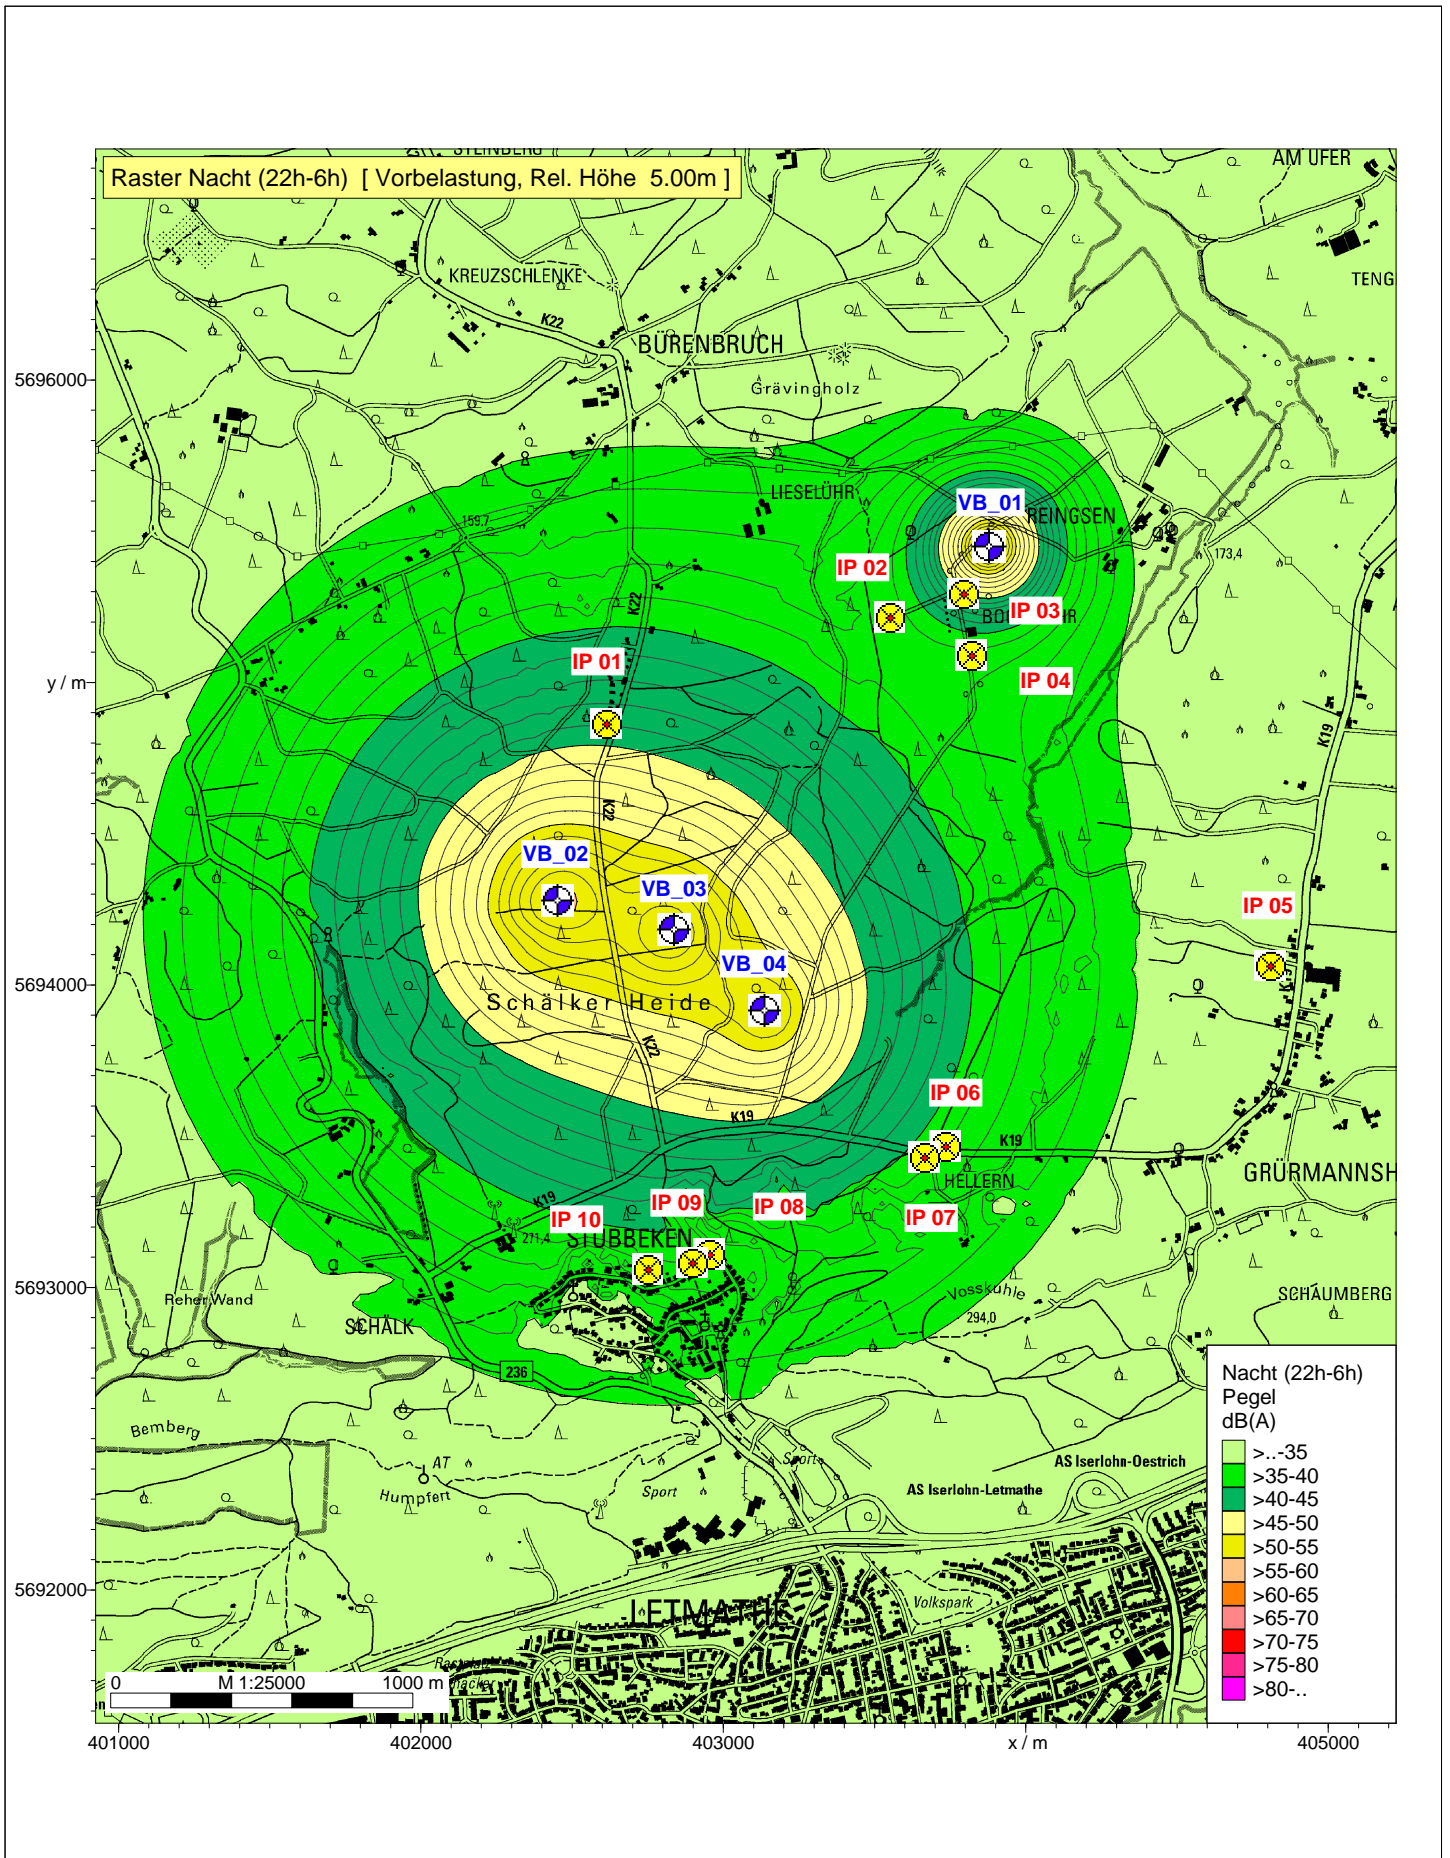 STEINBERG
AM UFER
Raster Nacht (22h-6h) [ Vorbelastung, Rel. Höhe 5.00m ]
KREUZSCHLENKE
TENG
K22
BÜRENBRUCH
5696000
Grävingholz
LIESELÜHR
VB_01
REINGSEN
159,7
173,4
IP 02
K22
IP 03
IP 01
y / m
IP 04
K19
K22
VB_02
VB_03
IP 05
VB_04
5694000
Schälker Heide
K22
IP 06
K19
K19
GRÜRMANNSH
HELLERN
K19
IP 09
IP 08
IP 10
IP 07
271,4
STÜBBEKEN
5693000
Reher Wand
Vosskuhle
SCHAUMBERG
294,0
SCHÄLK
236
Nacht (22h-6h)
Pegel
dB(A)
>..-35
>35-40
>40-45
>45-50
>50-55
>55-60
>60-65
>65-70
>70-75
>75-80
>80-..
Bemberg
AT
Humpfert
Sport
Sport
AS Iserlohn-Oestrich
AS Iserlohn-Letmathe
5692000
LETMATHE
Volkspark
0 M 1:25000 1000 m
401000
402000
403000
x / m
405000